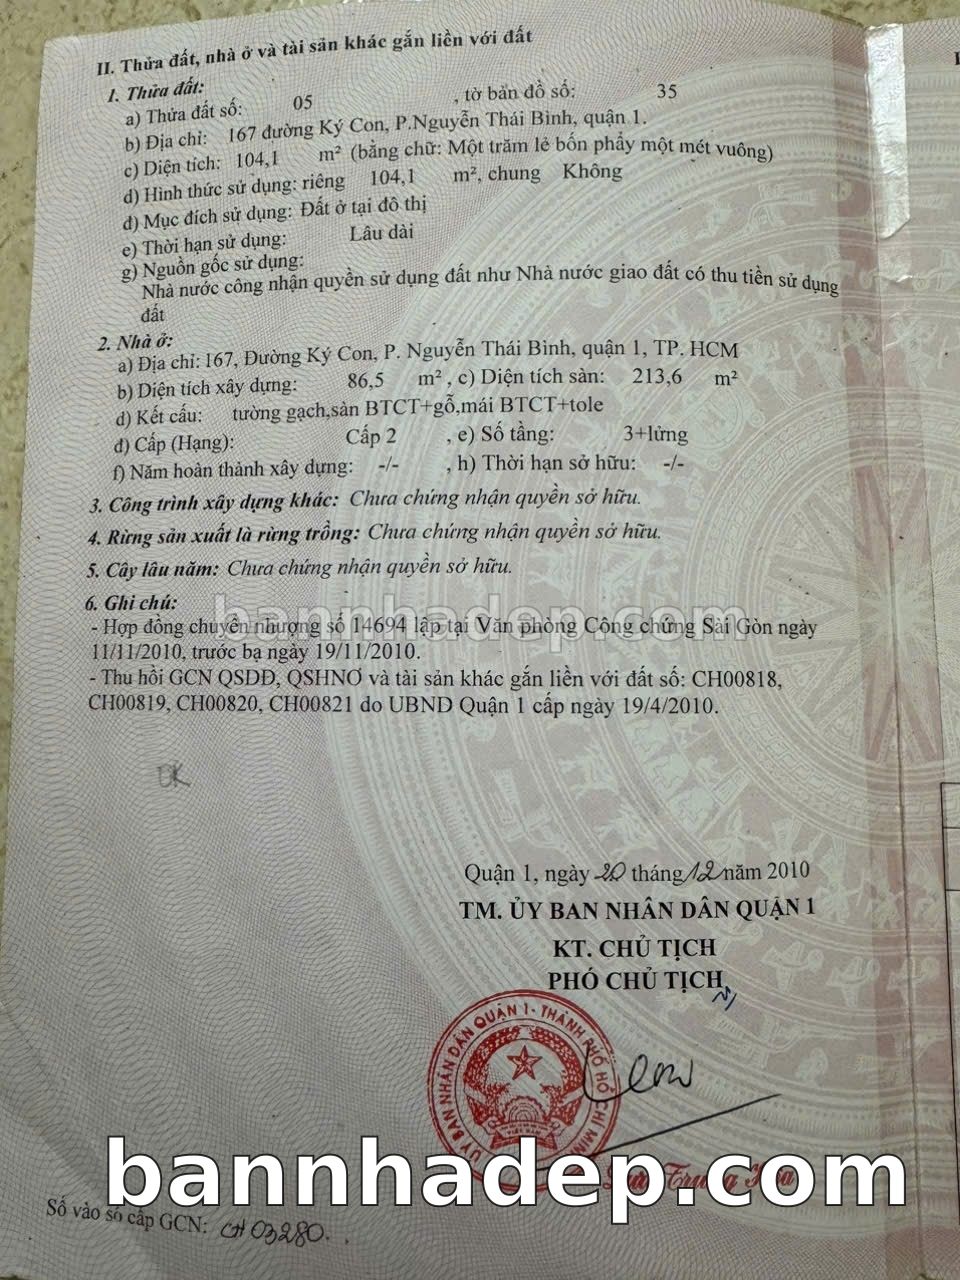 II. Thửa đất, nhà ở và tài sản khác gắn liền với đất
1. Thửa đất:
a) Thửa đất số: 05 , tờ bản đồ số: 35
b) Địa chỉ: 167 đường Ký Con, P.Nguyễn Thái Bình, quận 1.
c) Diện tích: 104,1 m² (bằng chữ: Một trăm lẻ bốn phẩy một mét vuông)
d) Hình thức sử dụng: riêng 104,1 m², chung Không
đ) Mục đích sử dụng: Đất ở tại đô thị
e) Thời hạn sử dụng: Lâu dài
g) Nguồn gốc sử dụng:
Nhà nước công nhận quyền sử dụng đất như Nhà nước giao đất có thu tiền sử dụng
đất
2. Nhà ở:
a) Địa chỉ: 167, Đường Ký Con, P. Nguyễn Thái Bình, quận 1, TP. HCM
b) Diện tích xây dựng: 86,5 m² , c) Diện tích sàn: 213,6 m²
d) Kết cấu: tường gạch,sàn BTCT+gỗ,mái BTCT+tole
đ) Cấp (Hạng): Cấp 2 , e) Số tầng: 3+lửng
f) Năm hoàn thành xây dựng: -/- , h) Thời hạn sở hữu: -/-
3. Công trình xây dựng khác: Chưa chứng nhận quyền sở hữu.
4. Rừng sản xuất là rừng trồng: Chưa chứng nhận quyền sở hữu.
5. Cây lâu năm: Chưa chứng nhận quyền sở hữu.
6. Ghi chú:
bannhadep.com
- Hợp đồng chuyển nhượng số 14694 lập tại Văn phòng Công chứng Sài Gòn ngày
11/11/2010, trước bạ ngày 19/11/2010.
- Thu hồi GCN QSDĐ, QSHNƠ và tài sản khác gắn liền với đất số: CH00818,
CH00819, CH00820, CH00821 do UBND Quận 1 cấp ngày 19/4/2010.
Quận 1, ngày 20 tháng 12 năm 2010
TM. ỦY BAN NHÂN DÂN QUẬN 1
KT. CHỦ TỊCH
PHÓ CHỦ TỊCH
ỦY BAN NHÂN DÂN QUẬN 1 - THÀNH PHỐ HỒ CHÍ MINH
bannhadep.com
Số vào sổ cấp GCN: CH 03280.